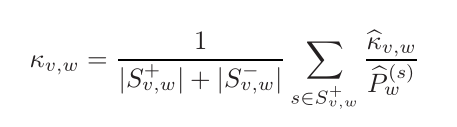 $\kappa_{v,w} = \frac{1}{|S^{+}_{v,w}| + |S^{-}_{v,w}|} \sum_{s \in S^{+}_{v,w}} \frac{\widehat{\kappa}_{v,w}}{\widehat{P}^{(s)}_{w}}$